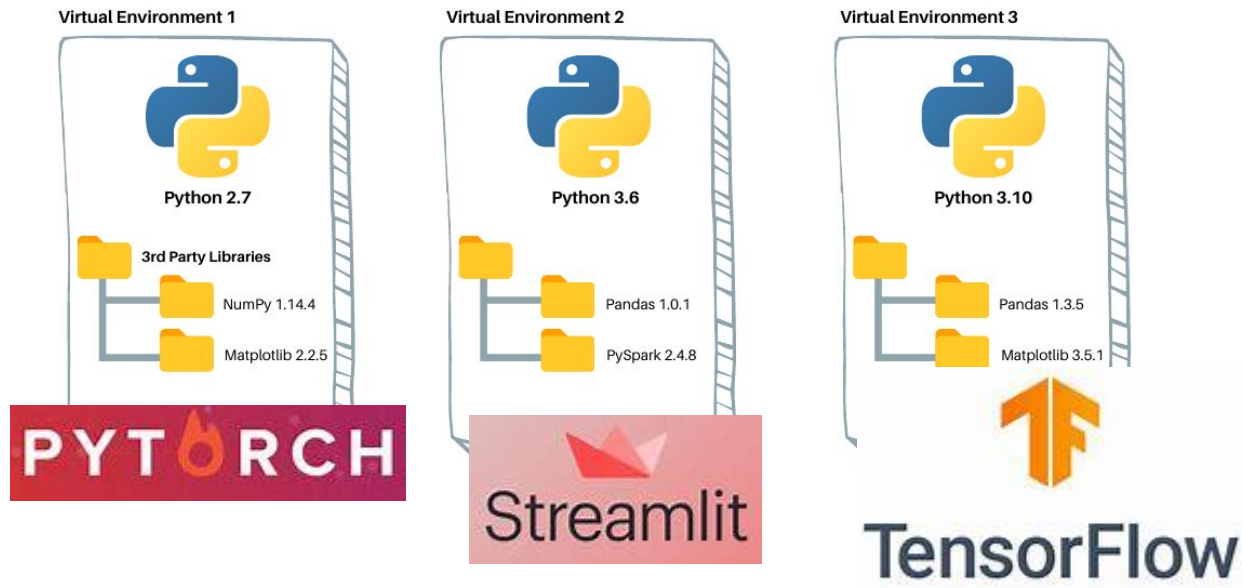 Virtual Environment 1
Python 2.7
3rd Party Libraries
NumPy 1.14.4
Matplotlib 2.2.5
PYTORCH
Virtual Environment 2
Python 3.6
Pandas 1.0.1
PySpark 2.4.8
Streamlit
Virtual Environment 3
Python 3.10
Pandas 1.3.5
Matplotlib 3.5.1
TensorFlow